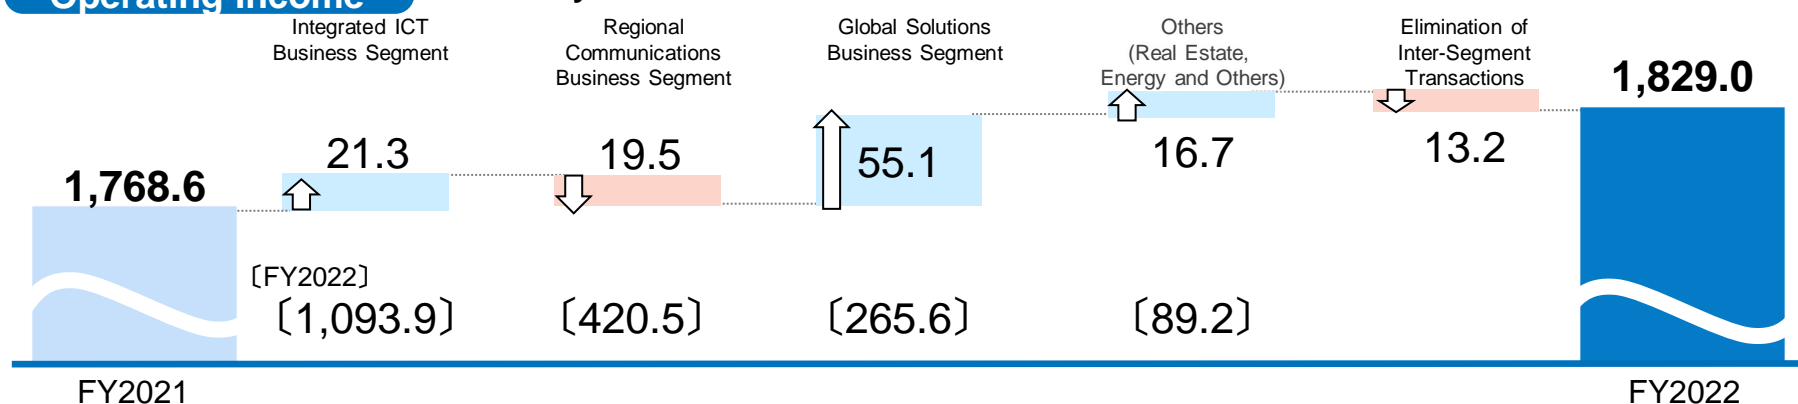 Operating Income
Integrated ICT
Business Segment
Regional
Communications
Business Segment
Global Solutions
Business Segment
Others
(Real Estate,
Energy and Others)
Elimination of
Inter-Segment
Transactions
1,768.6
21.3
19.5
55.1
16.7
13.2
1,829.0
〔FY2022〕
〔1,093.9〕
〔420.5〕
〔265.6〕
〔89.2〕
FY2021
FY2022